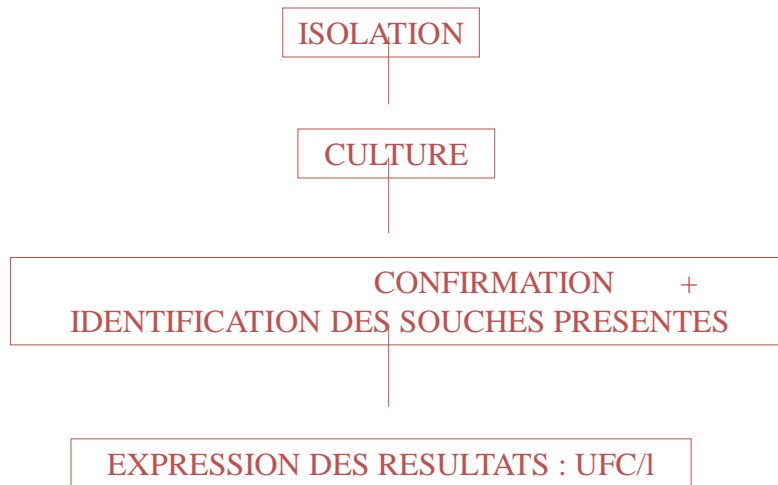 ISOLATION
CULTURE
CONFIRMATION +
IDENTIFICATION DES SOUCHES PRESENTES
EXPRESSION DES RESULTATS : UFC/l